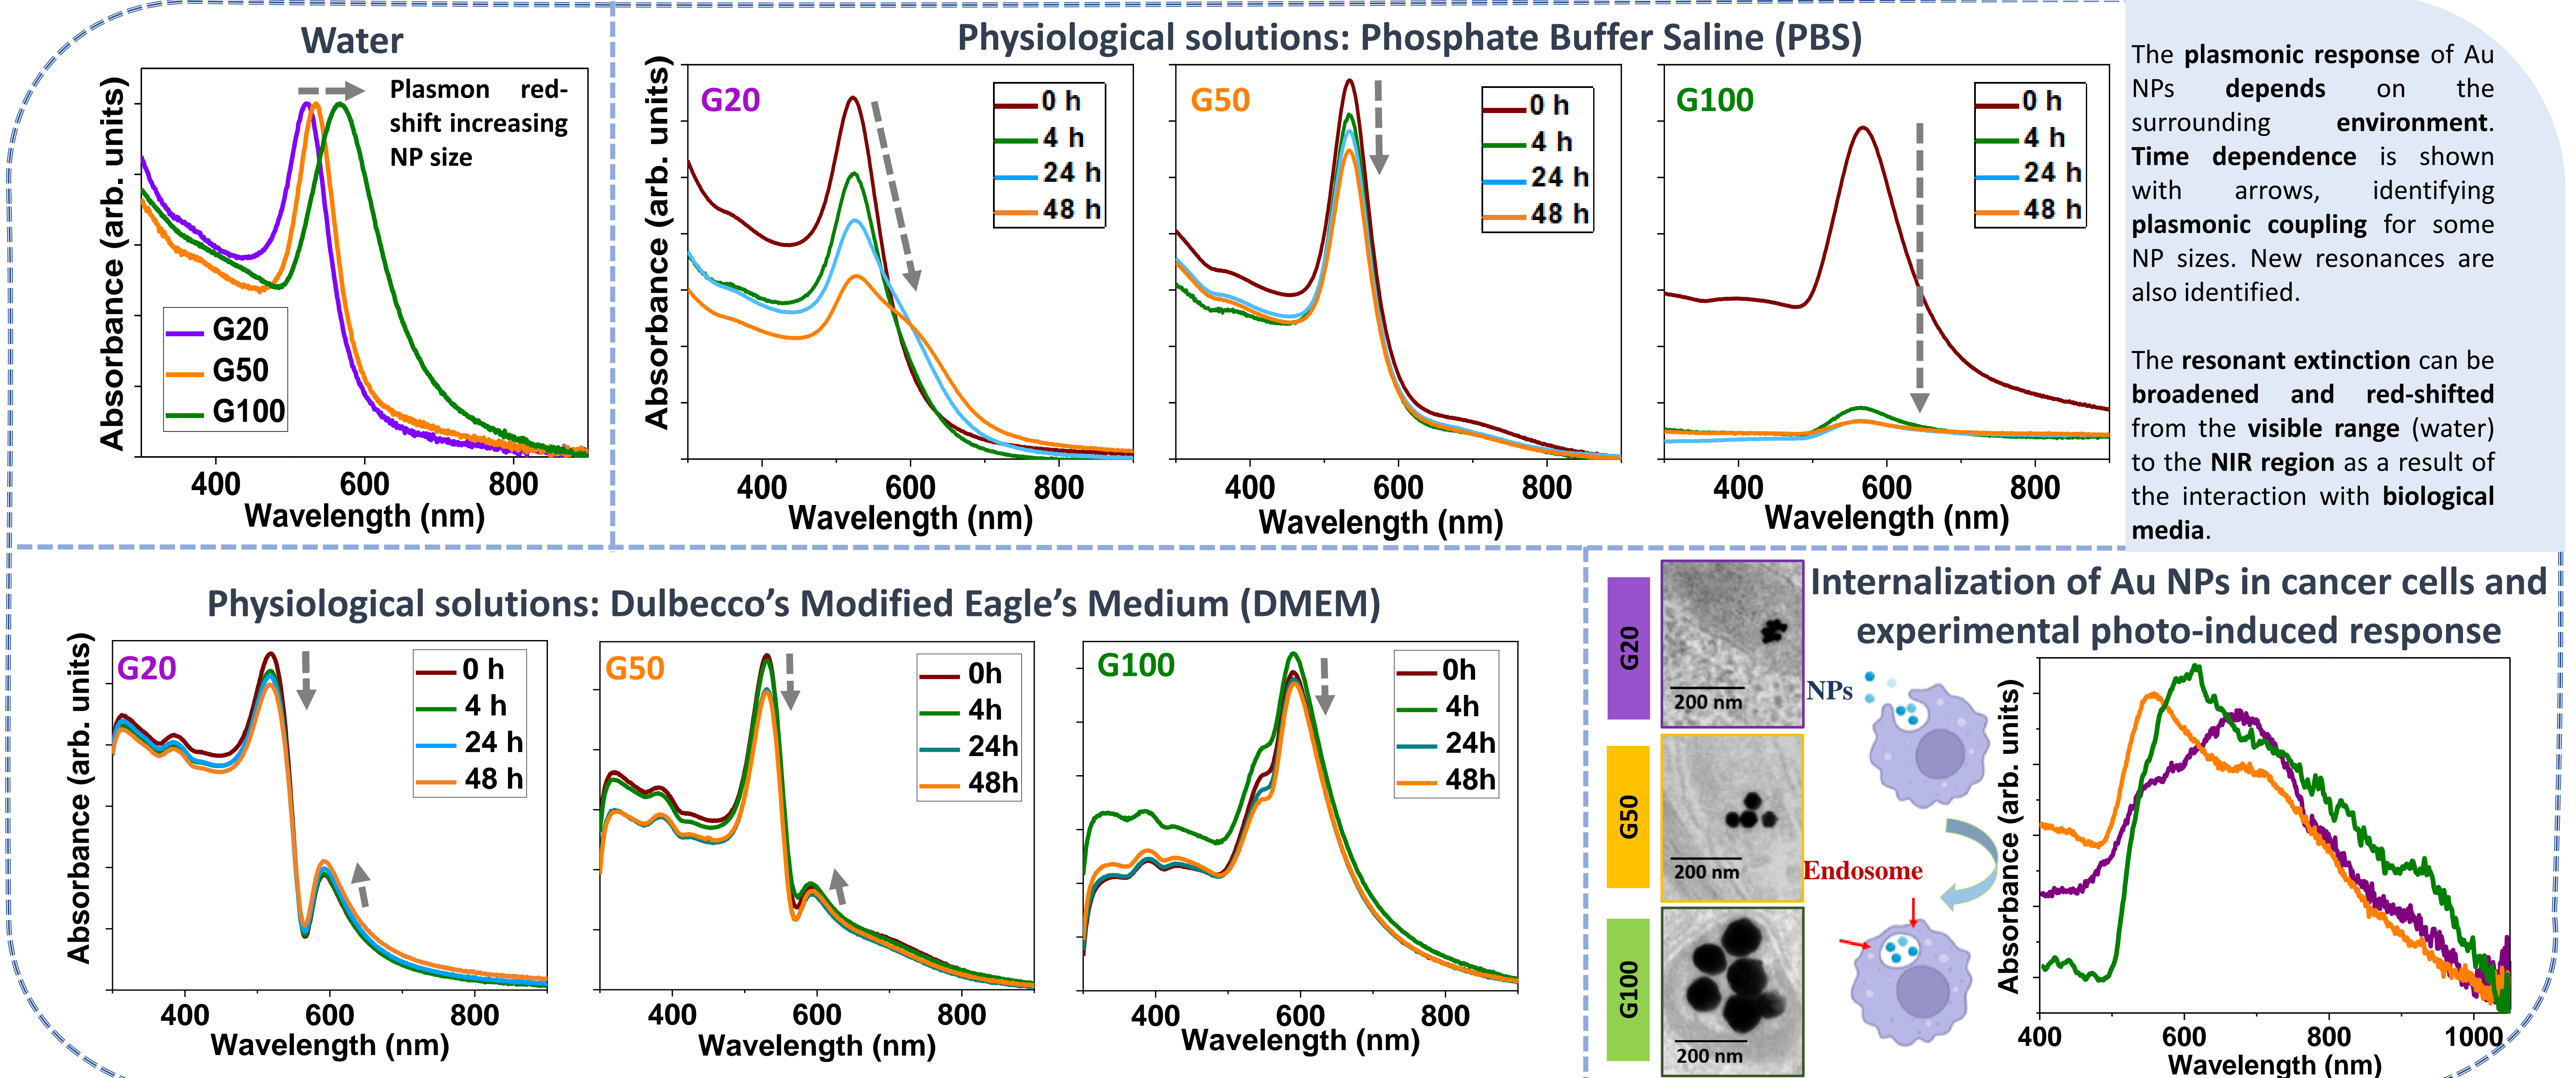 Water
Absorbance (arb. units)
Plasmon red-
shift increasing
NP size
G20
G50
G100
400 600 800
Wavelength (nm)
Physiological solutions: Phosphate Buffer Saline (PBS)
Absorbance (arb. units)
G20
0 h
4 h
24 h
48 h
400 600 800
Wavelength (nm)
G50
0 h
4 h
24 h
48 h
400 600 800
Wavelength (nm)
G100
0 h
4 h
24 h
48 h
400 600 800
Wavelength (nm)
The plasmonic response of Au
NPs depends on the
surrounding environment.
Time dependence is shown
with arrows, identifying
plasmonic coupling for some
NP sizes. New resonances are
also identified.
The resonant extinction can be
broadened and red-shifted
from the visible range (water)
to the NIR region as a result of
the interaction with biological
media.
Physiological solutions: Dulbecco's Modified Eagle's Medium (DMEM)
Absorbance (arb. units)
G20
0 h
4 h
24 h
48 h
400 600 800
Wavelength (nm)
G50
0h
4h
24h
48h
400 600 800
Wavelength (nm)
G100
0h
4h
24h
48h
400 600 800
Wavelength (nm)
Internalization of Au NPs in cancer cells and
experimental photo-induced response
G20
200 nm
G50
200 nm
G100
200 nm
NPs
Endosome
Absorbance (arb. units)
400 600 800 1000
Wavelength (nm)